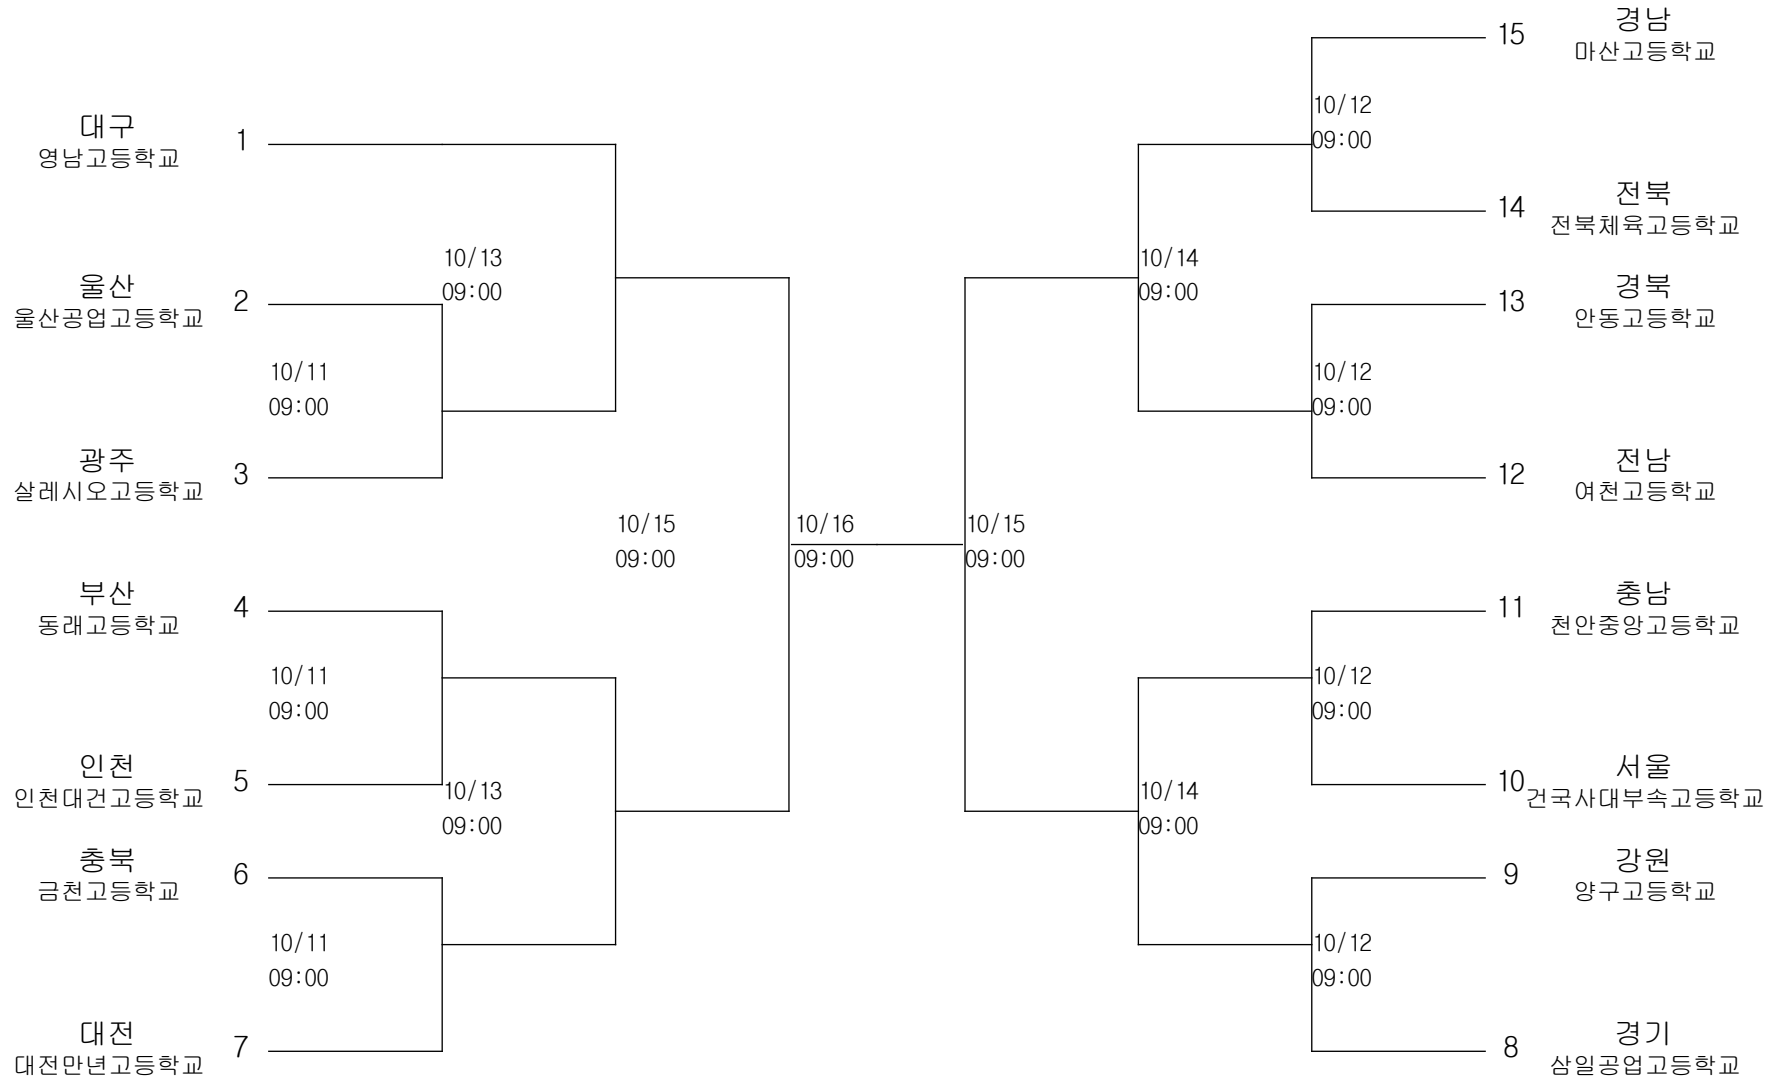 대구
영남고등학교
1
울산
울산공업고등학교
2
10/11
09:00
광주
살레시오고등학교
3
10/13
09:00
부산
동래고등학교
4
10/11
09:00
인천
인천대건고등학교
5
10/13
09:00
충북
금천고등학교
6
10/11
09:00
대전
대전만년고등학교
7
10/15
09:00
10/16
09:00
10/15
09:00
15
경남
마산고등학교
10/12
09:00
14
전북
전북체육고등학교
10/14
09:00
13
경북
안동고등학교
10/12
09:00
12
전남
여천고등학교
11
충남
천안중앙고등학교
10/12
09:00
10
서울
건국사대부속고등학교
10/14
09:00
9
강원
양구고등학교
10/12
09:00
8
경기
삼일공업고등학교